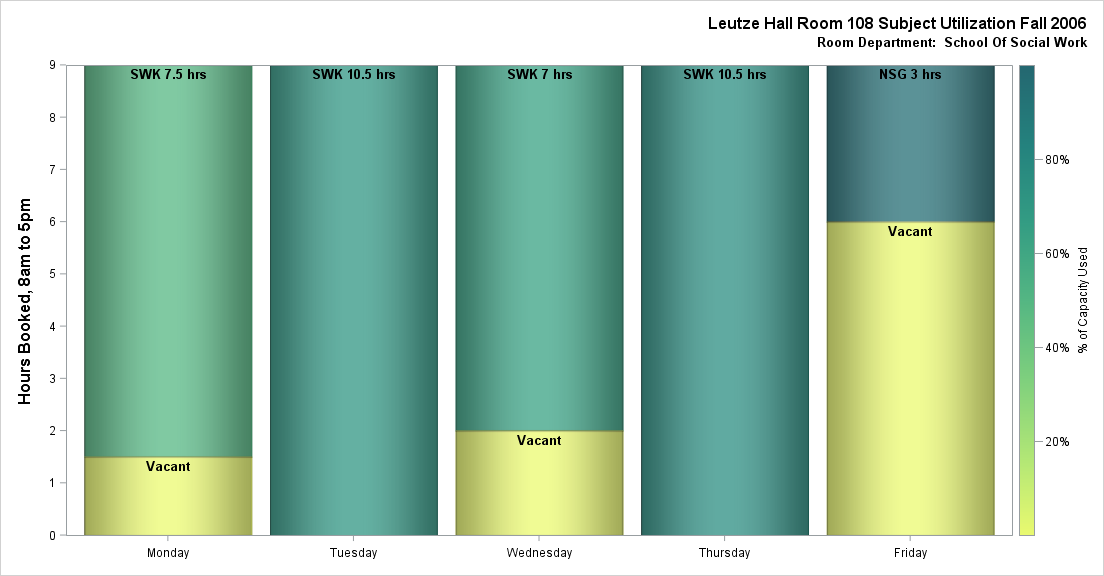 Leutze Hall Room 108 Subject Utilization Fall 2006
Room Department:  School Of Social Work
Hours Booked, 8am to 5pm
9
8
7
6
5
4
3
2
1
0
SWK 7.5 hrs
Vacant
SWK 10.5 hrs
SWK 7 hrs
Vacant
SWK 10.5 hrs
NSG 3 hrs
Vacant
Monday
Tuesday
Wednesday
Thursday
Friday
80%
60%
40%
20%
% of Capacity Used